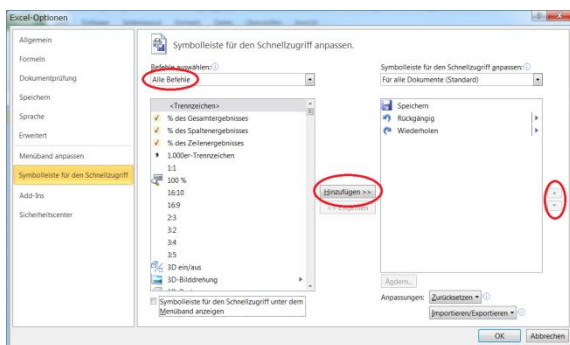 Excel-Optionen
Allgemein
Formeln
Dokumentprüfung
Speichern
Sprache
Erweitert
Menüband anpassen
Symbolleiste für den Schnellzugriff
Add-Ins
Sicherheitscenter
Symbolleiste für den Schnellzugriff anpassen.
Befehle auswählen:
Alle Befehle
<Trennzeichen>
% des Gesamtergebnisses
% des Spaltenergebnisses
% des Zeilenergebnisses
1.000er-Trennzeichen
1:1
100 %
16:10
16:9
2:3
3:2
3:4
3:5
3D ein/aus
3D-Bilddrehung
Symbolleiste für den Schnellzugriff unter dem
Menüband anzeigen
Hinzufügen >>
<< Entfernen
Symbolleiste für den Schnellzugriff anpassen:
Für alle Dokumente (Standard)
Speichern
Rückgängig
Wiederholen
Ändern...
Anpassungen:
Zurücksetzen
Importieren/Exportieren
OK
Abbrechen